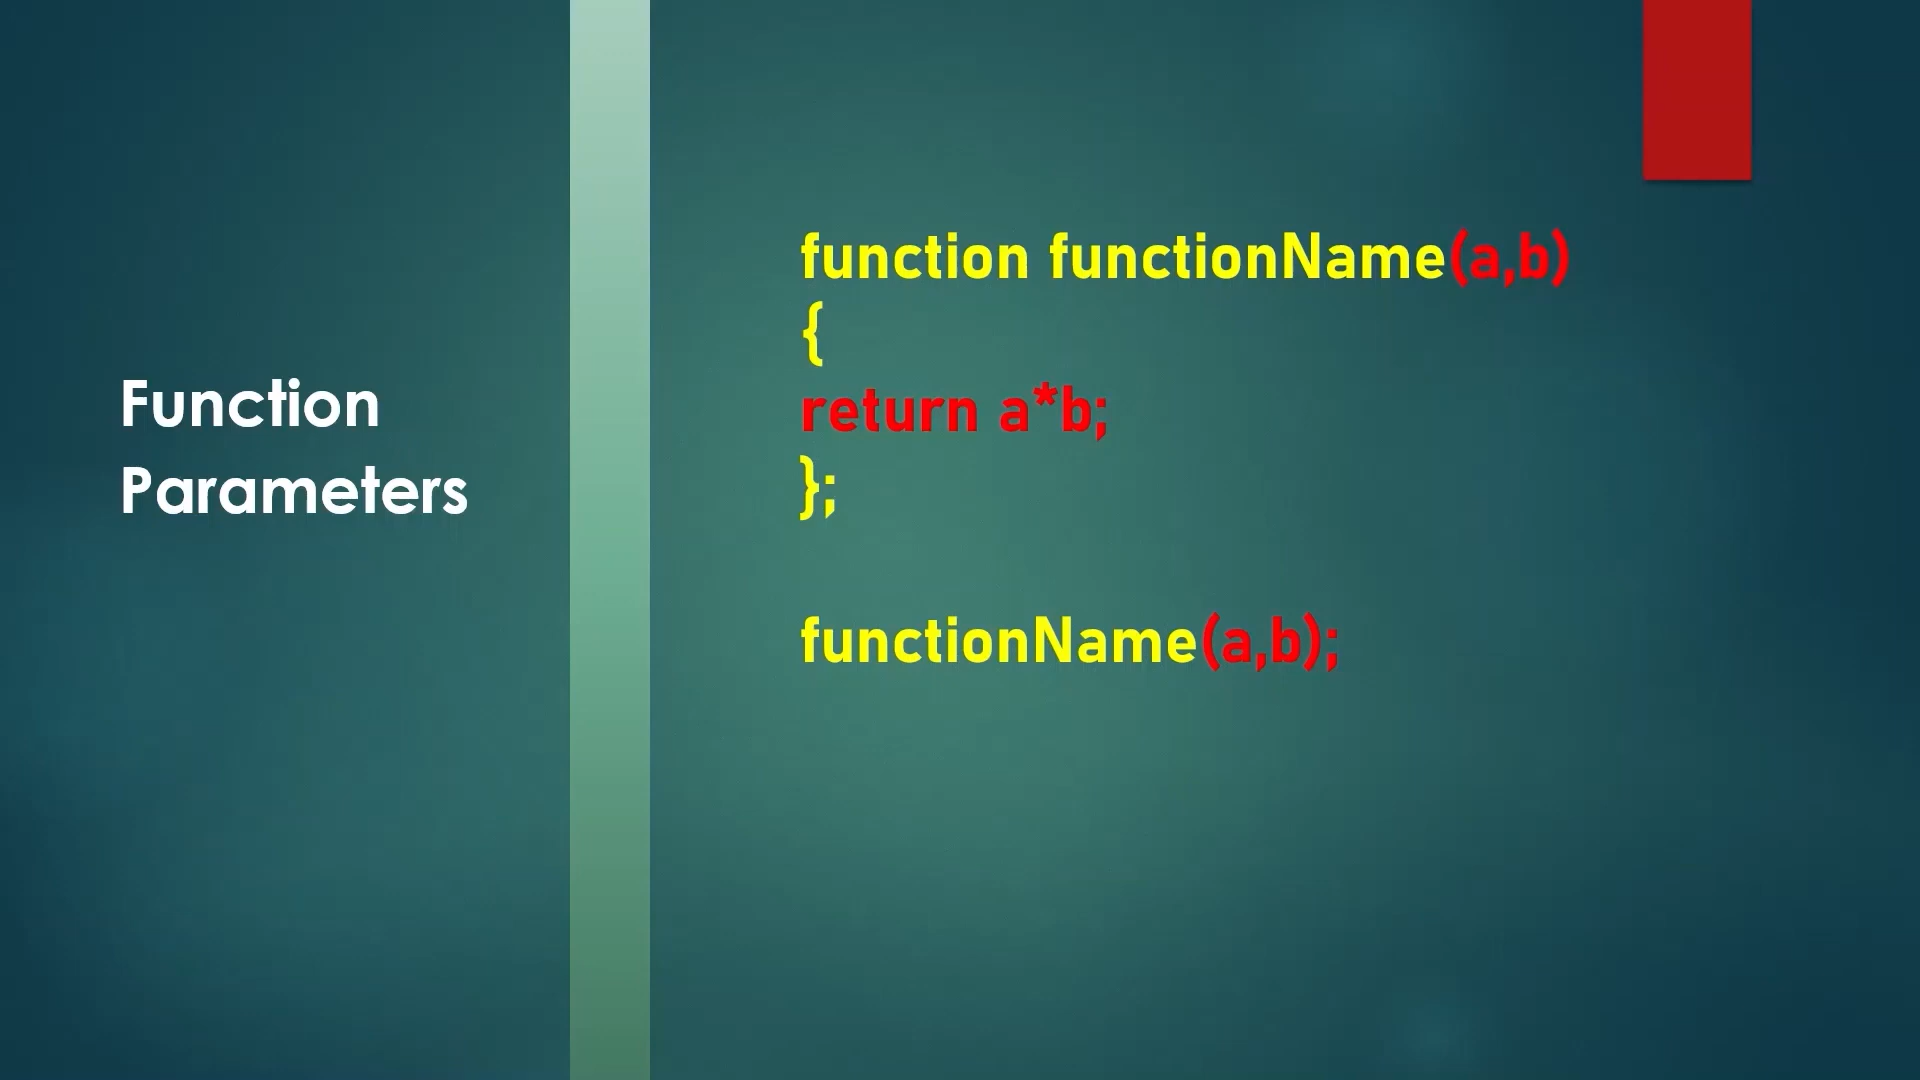 Function
Parameters
function functionName(a,b)
{
return a*b;
};
functionName(a,b);